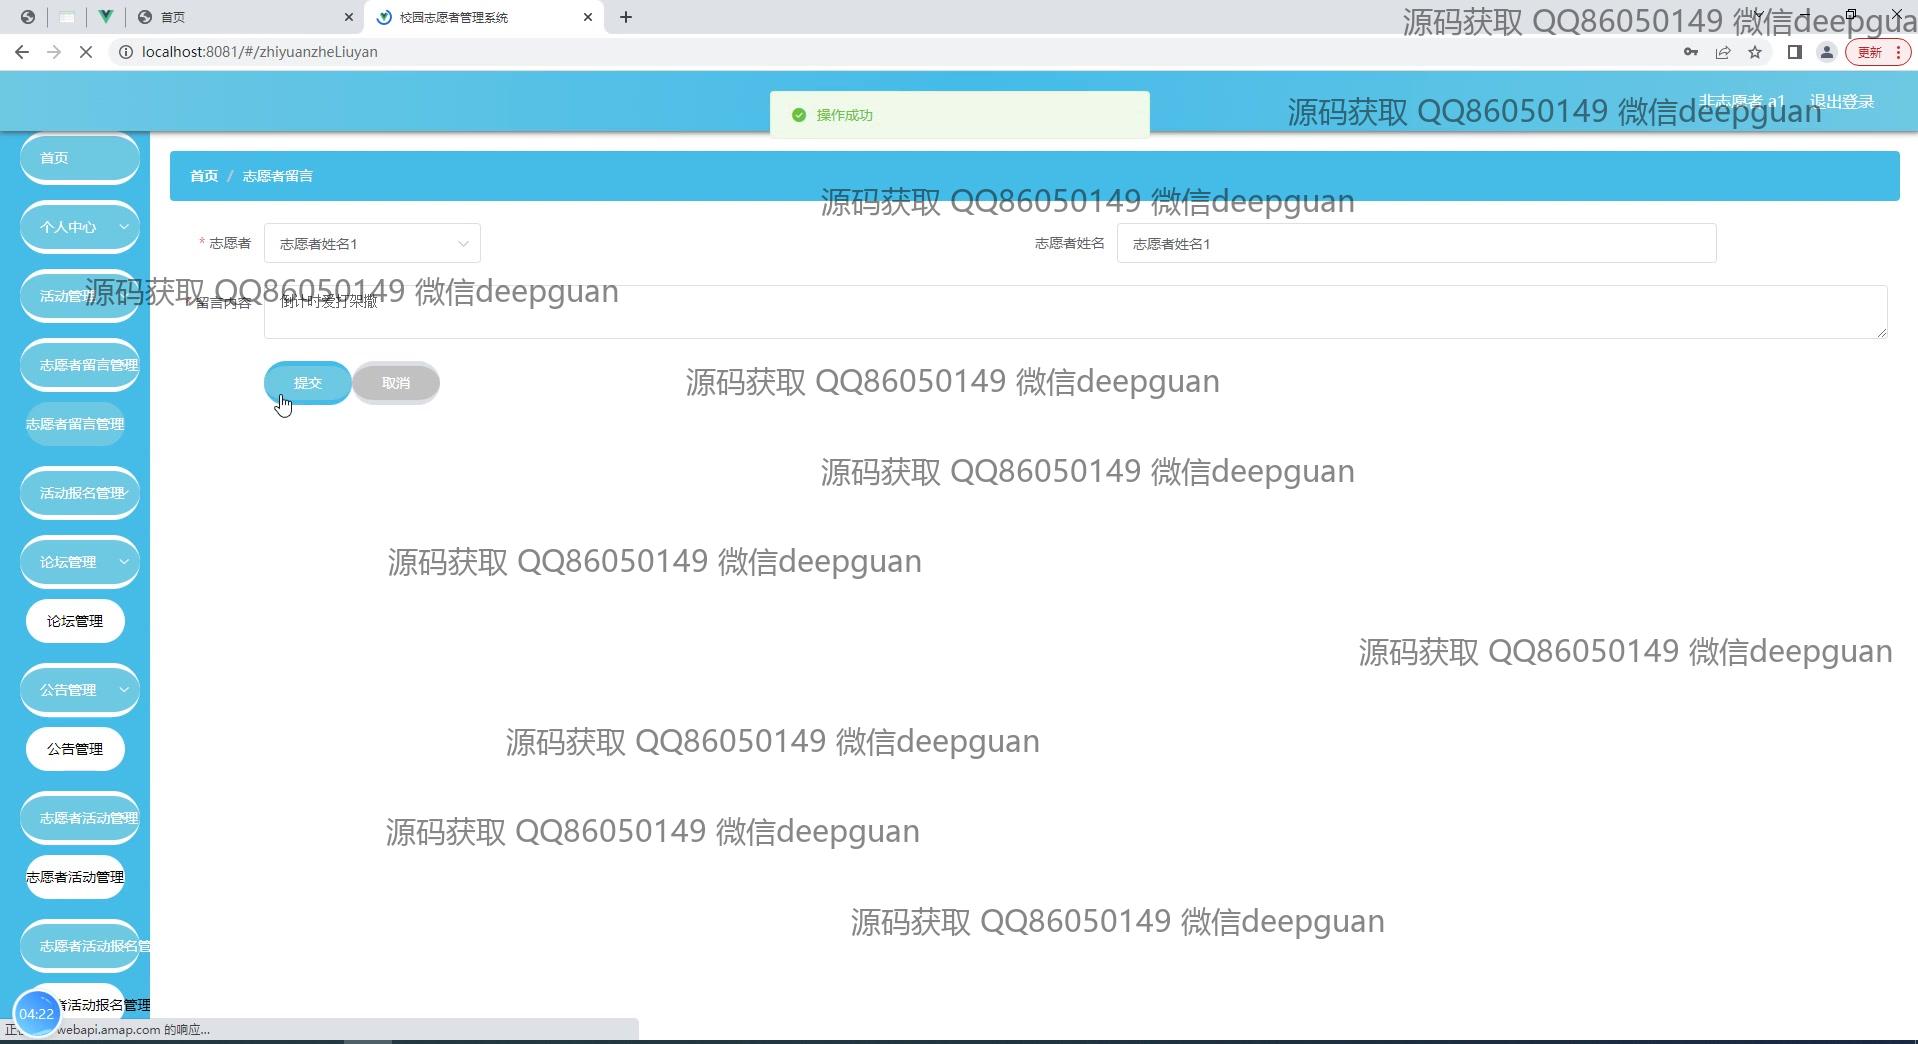 首页
校园志愿者管理系统
源码获取 QQ86050149 微信deepgua
localhost:8081/#/zhiyuanzheLiuyan
更新
操作成功
非志愿者 a1
退出登录
源码获取 QQ86050149 微信deepguan
首页
首页 / 志愿者留言
源码获取 QQ86050149 微信deepguan
个人中心
* 志愿者
志愿者姓名1
志愿者姓名
志愿者姓名1
活动管理
源码获取 QQ86050149 微信deepguan
* 留言内容
倒计时爱打架撒
志愿者留言管理
提交
取消
源码获取 QQ86050149 微信deepguan
志愿者留言管理
源码获取 QQ86050149 微信deepguan
活动报名管理
论坛管理
源码获取 QQ86050149 微信deepguan
论坛管理
源码获取 QQ86050149 微信deepguan
公告管理
公告管理
源码获取 QQ86050149 微信deepguan
志愿者活动管理
源码获取 QQ86050149 微信deepguan
志愿者活动管理
源码获取 QQ86050149 微信deepguan
志愿者活动报名管
者活动报名管理
04:22
webapi.amap.com 的响应...